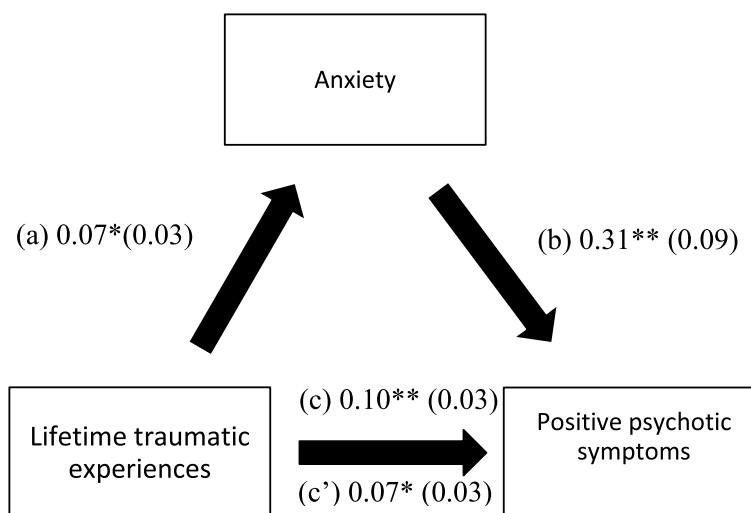 Anxiety
(a) 0.07*(0.03)
(b) 0.31** (0.09)
(c) 0.10** (0.03)
Lifetime traumatic
experiences
Positive psychotic
symptoms
(c’) 0.07* (0.03)